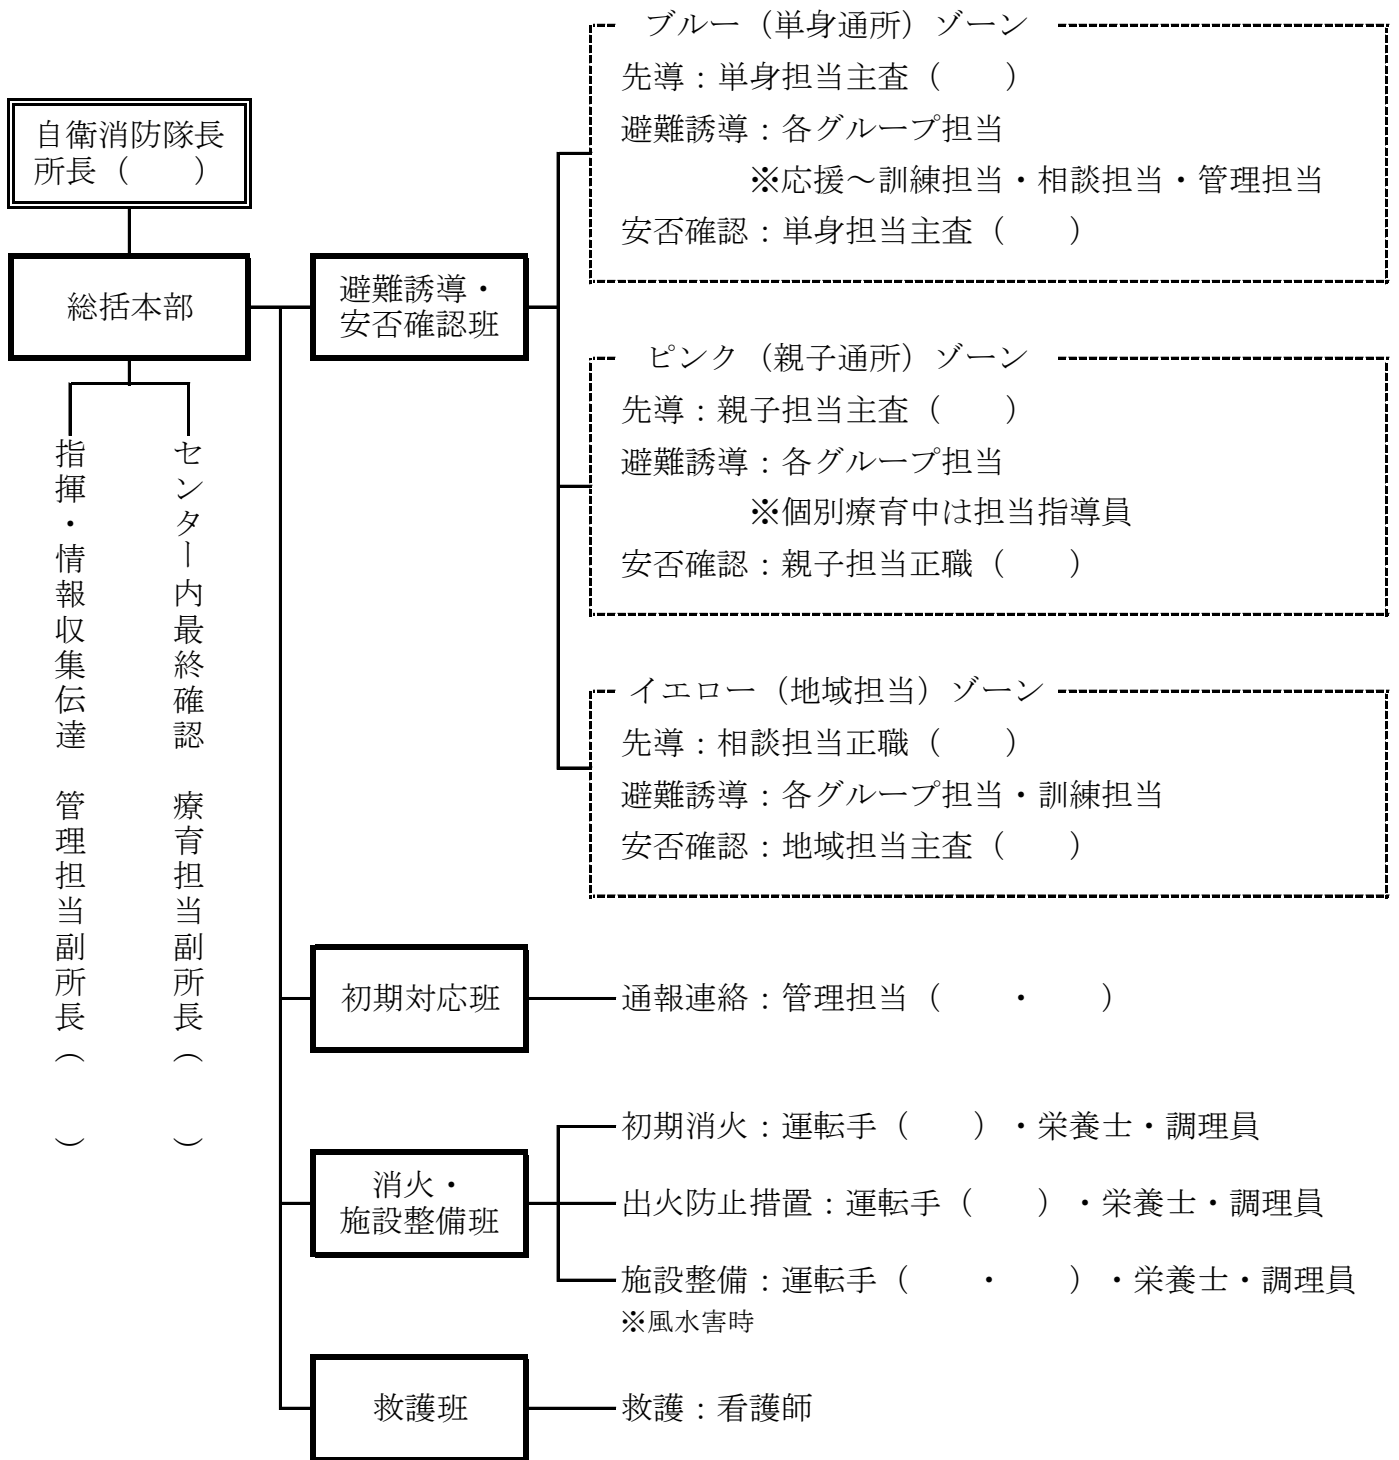 自衛消防隊長
所長（　　）
総括本部
指揮・情報収集伝達　管理担当副所長（　　）
センター内最終確認　療育担当副所長（　　）
避難誘導・
安否確認班
ブルー（単身通所）ゾーン
先導：単身担当主査（　　）
避難誘導：各グループ担当
※応援～訓練担当・相談担当・管理担当
安否確認：単身担当主査（　　）
ピンク（親子通所）ゾーン
先導：親子担当主査（　　）
避難誘導：各グループ担当
※個別療育中は担当指導員
安否確認：親子担当正職（　　）
イエロー（地域担当）ゾーン
先導：相談担当正職（　　）
避難誘導：各グループ担当・訓練担当
安否確認：地域担当主査（　　）
初期対応班
通報連絡：管理担当（　　・　　）
消火・
施設整備班
初期消火：運転手（　　）・栄養士・調理員
出火防止措置：運転手（　　）・栄養士・調理員
施設整備：運転手（　　・　　）・栄養士・調理員
※風水害時
救護班
救護：看護師